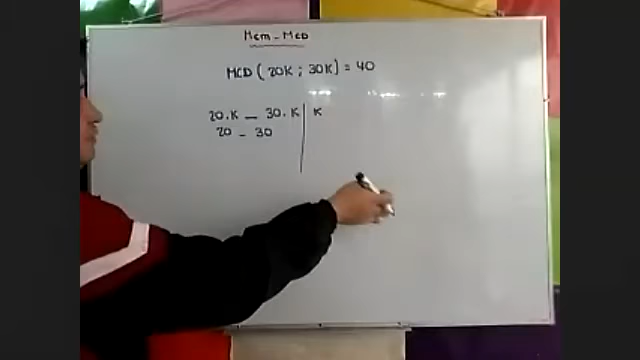 Mcm - McD
MCD ( 20K ; 30K ) = 40
20.K - 30.K | K
20 - 30